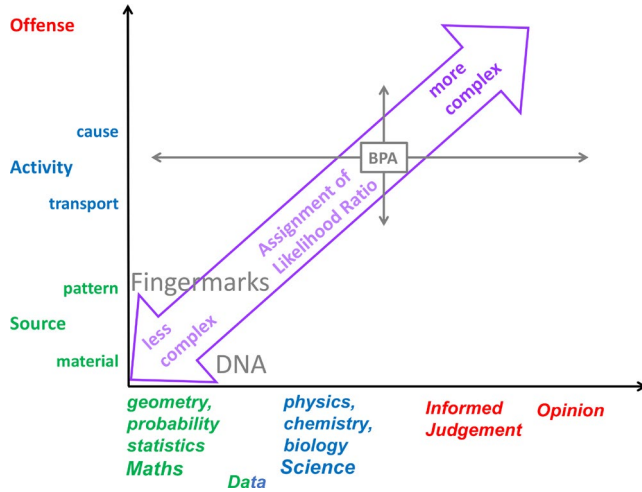 Offense
cause
Activity
transport
pattern
Source
material
more
complex
BPA
Assignment of
Likelihood Ratio
Fingermarks
less
complex
DNA
geometry,
probability
statistics
Maths
Data
physics,
chemistry,
biology
Science
Informed
Judgement
Opinion